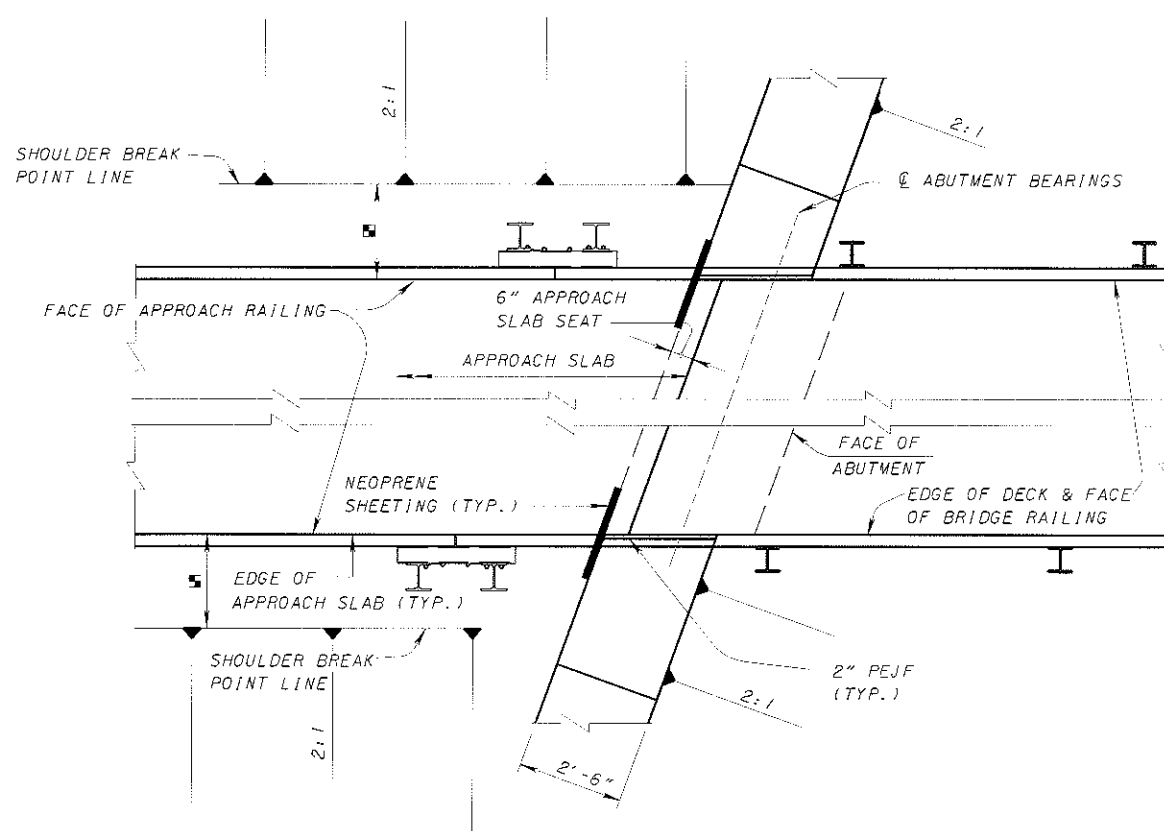 2:1
2:1
SHOULDER BREAK
POINT LINE
℄ ABUTMENT BEARINGS
6" APPROACH
SLAB SEAT
FACE OF APPROACH RAILING
APPROACH SLAB
FACE OF
ABUTMENT
NEOPRENE
SHEETING (TYP.)
EDGE OF DECK & FACE
OF BRIDGE RAILING
EDGE OF
APPROACH SLAB (TYP.)
SHOULDER BREAK
POINT LINE
2" PEJF
(TYP.)
2:1
2:1
2'-6"